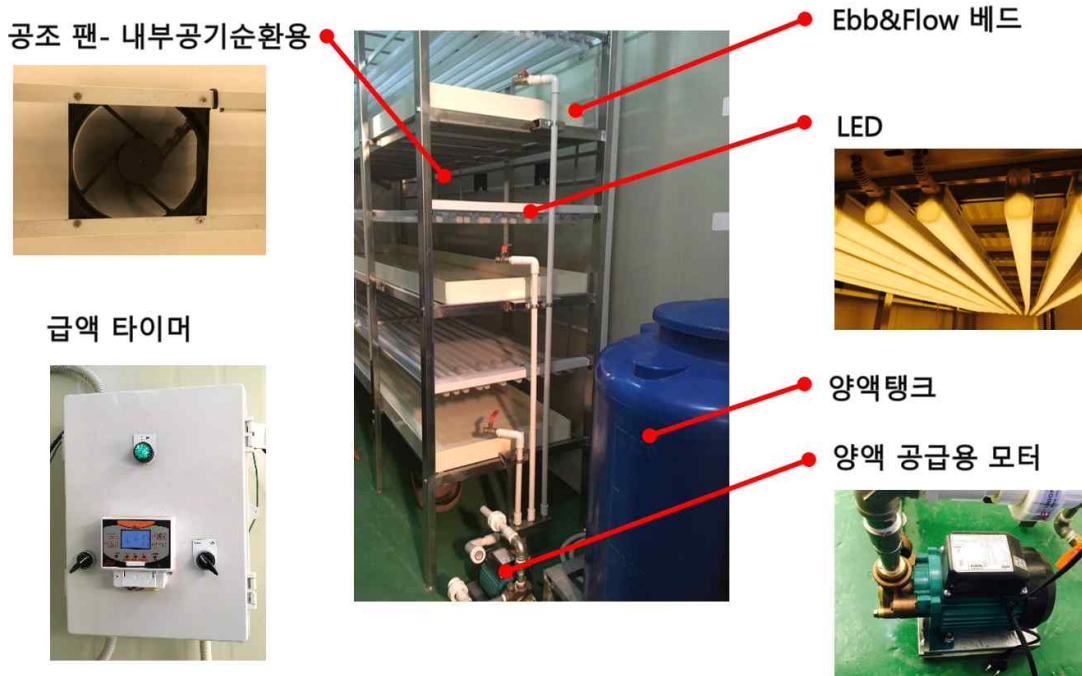 공조 팬- 내부공기순환용
Ebb&Flow 베드
LED
급액 타이머
양액탱크
양액 공급용 모터